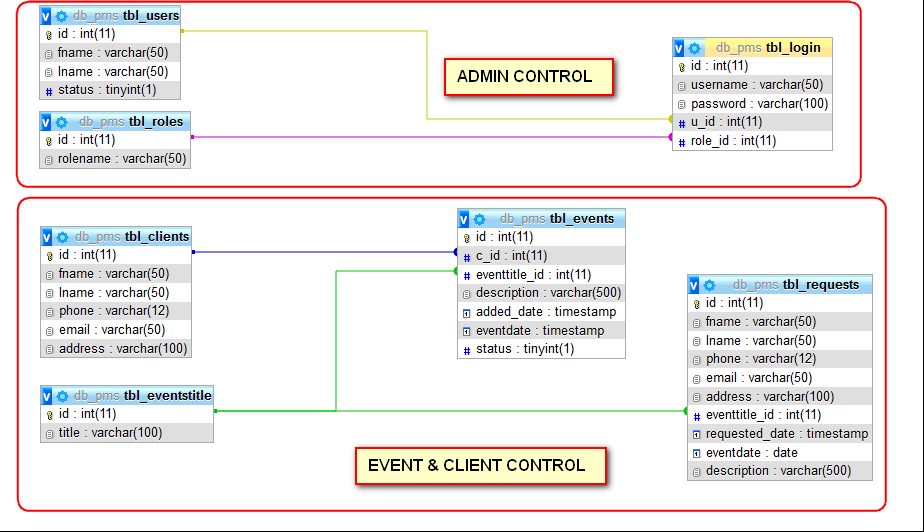 db_pms tbl_users
id : int(11)
fname : varchar(50)
lname : varchar(50)
status : tinyint(1)
db_pms tbl_roles
id : int(11)
rolename : varchar(50)
ADMIN CONTROL
db_pms tbl_login
id : int(11)
username : varchar(50)
password : varchar(100)
u_id : int(11)
role_id : int(11)
db_pms tbl_clients
id : int(11)
fname : varchar(50)
lname : varchar(50)
phone : varchar(12)
email : varchar(50)
address : varchar(100)
db_pms tbl_eventstitle
id : int(11)
title : varchar(100)
db_pms tbl_events
id : int(11)
c_id : int(11)
eventtitle_id : int(11)
description : varchar(500)
added_date : timestamp
eventdate : timestamp
status : tinyint(1)
db_pms tbl_requests
id : int(11)
fname : varchar(50)
lname : varchar(50)
phone : varchar(12)
email : varchar(50)
address : varchar(100)
eventtitle_id : int(11)
requested_date : timestamp
eventdate : date
description : varchar(500)
EVENT & CLIENT CONTROL